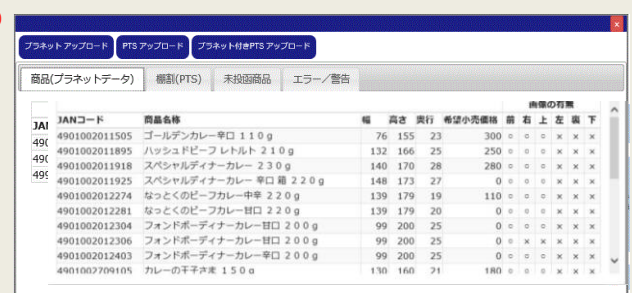 ×
プラネット アップロード PTS アップロード プラネット付きPTS アップロード
商品(プラネットデータ) 棚割(PTS) 未投函商品 エラー/警告
画像の有無
JANコード 商品名称 幅 高さ 奥行 希望小売価格 前 右 上 左 裏 下
4901002011505 ゴールデンカレー辛口 110g 76 155 23 300 ○ ○ ○ × × ×
4901002011895 ハッシュドビーフ レトルト 210g 132 166 25 250 ○ ○ ○ × × ×
4901002011918 スペシャルディナーカレー 230g 140 170 28 280 ○ ○ ○ × × ×
4901002011925 スペシャルディナーカレー 辛口 箱 220g 148 173 27 0 ○ ○ ○ × × ×
4901002012274 なっとくのビーフカレー中辛 220g 139 179 19 110 ○ ○ ○ × × ×
4901002012281 なっとくのビーフカレー甘口 220g 139 179 20 0 ○ ○ ○ × × ×
4901002012304 フォンドボーディナーカレー甘口 200g 99 200 25 0 ○ ○ ○ × × ×
4901002012306 フォンドボーディナーカレー甘口 200g 99 200 25 0 ○ × × × × ×
4901002012403 フォンドボーディナーカレー辛口 200g 99 200 25 0 ○ ○ ○ × × ×
4901002709105 カレーの王子さま 150g 130 160 21 180 ○ ○ ○ × × ×
JAI
490
490
499